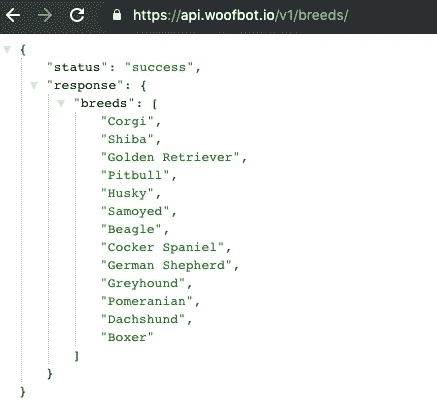 https://api.woofbot.io/v1/breeds/
{
"status": "success",
"response": {
"breeds": [
"Corgi",
"Shiba",
"Golden Retriever",
"Pitbull",
"Husky",
"Samoyed",
"Beagle",
"Cocker Spaniel",
"German Shepherd",
"Greyhound",
"Pomeranian",
"Dachshund",
"Boxer"
]
}
}